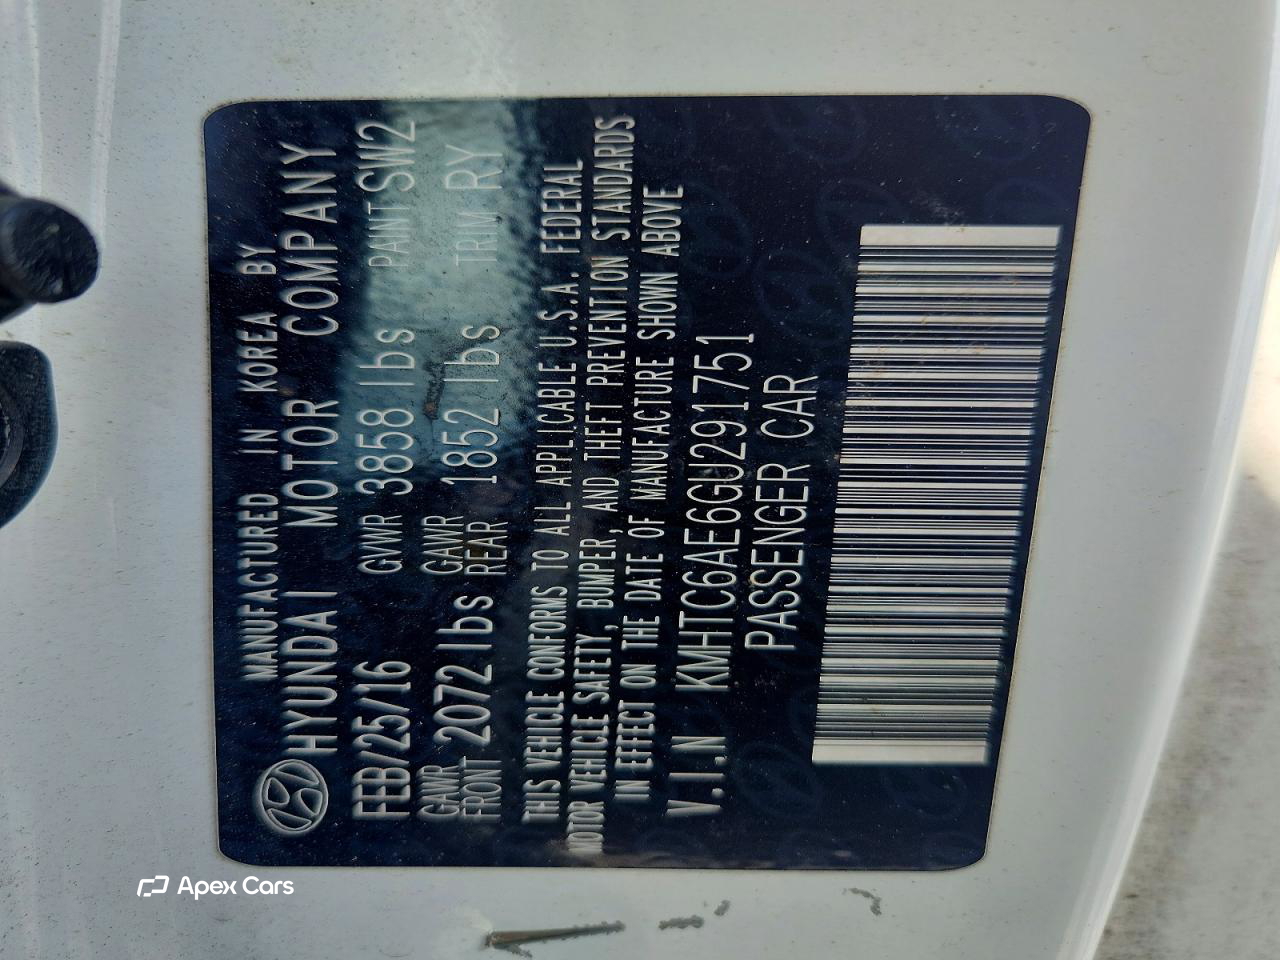 MANUFACTURED IN KOREA BY
HYUNDAI MOTOR COMPANY
FEB/25/16 GVWR 3858 lbs PAINT SW2
GAWR FRONT 2072 lbs GAWR REAR 1852 lbs TRIM RY
THIS VEHICLE CONFORMS TO ALL APPLICABLE U.S.A. FEDERAL
MOTOR VEHICLE SAFETY, BUMPER, AND THEFT PREVENTION STANDARDS
IN EFFECT ON THE DATE OF MANUFACTURE SHOWN ABOVE
V.I.N KMHTC6AE6GU291751
PASSENGER CAR
Apex Cars